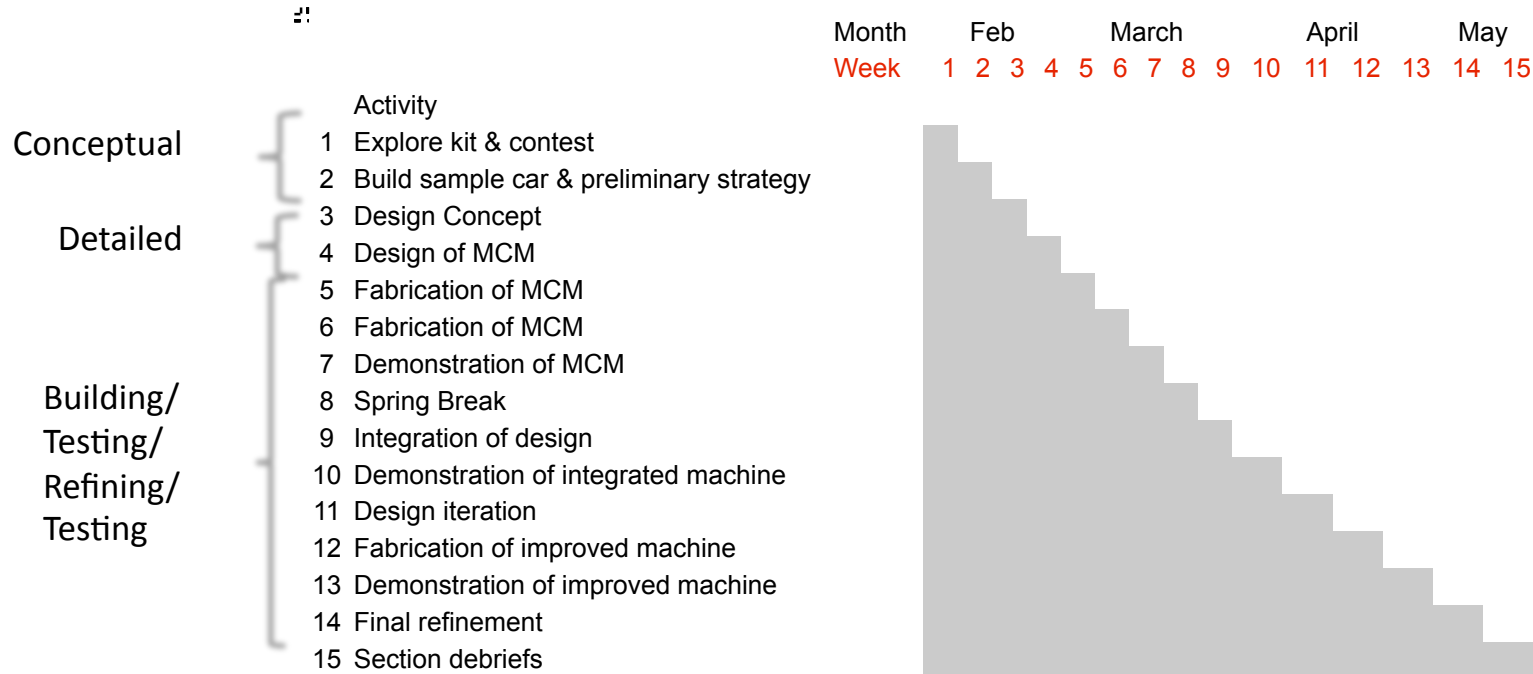 Month Feb March April May
Week 1 2 3 4 5 6 7 8 9 10 11 12 13 14 15
Activity
Conceptual
1 Explore kit & contest
2 Build sample car & preliminary strategy
Detailed
3 Design Concept
4 Design of MCM
Building/
Testing/
Refining/
Testing
5 Fabrication of MCM
6 Fabrication of MCM
7 Demonstration of MCM
8 Spring Break
9 Integration of design
10 Demonstration of integrated machine
11 Design iteration
12 Fabrication of improved machine
13 Demonstration of improved machine
14 Final refinement
15 Section debriefs